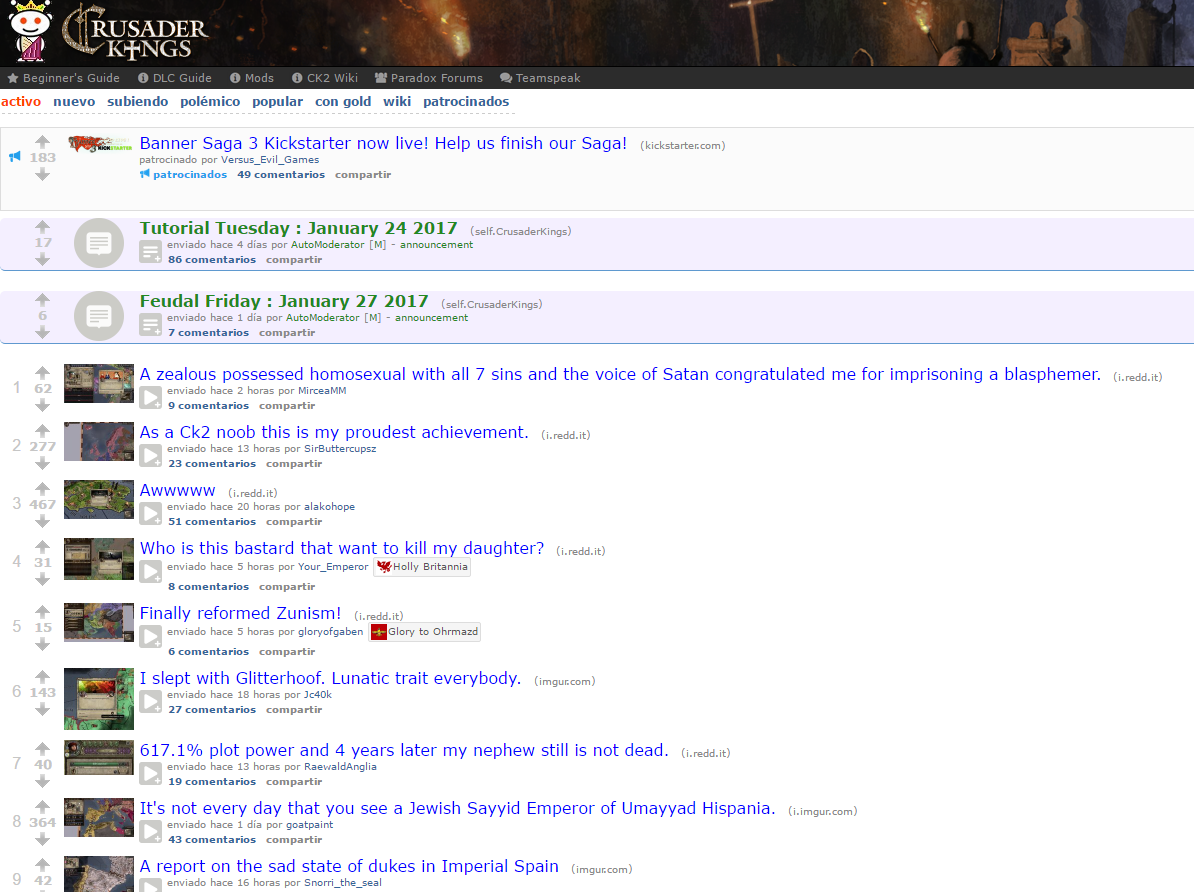 CRUSADER
KINGS
Beginner's Guide DLC Guide Mods CK2 Wiki Paradox Forums Teamspeak
activo nuevo subiendo polémico popular con gold wiki patrocinados
183
KICKSTARTER
Banner Saga 3 Kickstarter now live! Help us finish our Saga! (kickstarter.com)
patrocinado por Versus_Evil_Games
patrocinados 49 comentarios compartir
17
Tutorial Tuesday : January 24 2017 (self.CrusaderKings)
enviado hace 4 días por AutoModerator [M] - announcement
86 comentarios compartir
6
Feudal Friday : January 27 2017 (self.CrusaderKings)
enviado hace 1 día por AutoModerator [M] - announcement
7 comentarios compartir
1 62
A zealous possessed homosexual with all 7 sins and the voice of Satan congratulated me for imprisoning a blasphemer. (i.redd.it)
enviado hace 2 horas por MirceaMM
9 comentarios compartir
2 277
As a Ck2 noob this is my proudest achievement. (i.redd.it)
enviado hace 13 horas por SirButtercupsz
23 comentarios compartir
3 467
Awwwww (i.redd.it)
enviado hace 20 horas por alakohope
51 comentarios compartir
4 31
Who is this bastard that want to kill my daughter? (i.redd.it)
enviado hace 5 horas por Your_Emperor Holly Britannia
8 comentarios compartir
5 15
Finally reformed Zunism! (i.redd.it)
enviado hace 5 horas por gloryofgaben Glory to Ohrmazd
6 comentarios compartir
6 143
I slept with Glitterhoof. Lunatic trait everybody. (imgur.com)
enviado hace 18 horas por Jc40k
27 comentarios compartir
7 40
617.1% plot power and 4 years later my nephew still is not dead. (i.redd.it)
enviado hace 13 horas por RaewaldAnglia
19 comentarios compartir
8 364
It's not every day that you see a Jewish Sayyid Emperor of Umayyad Hispania. (i.imgur.com)
enviado hace 1 día por goatpaint
43 comentarios compartir
9 42
A report on the sad state of dukes in Imperial Spain (imgur.com)
enviado hace 16 horas por Snorri_the_seal